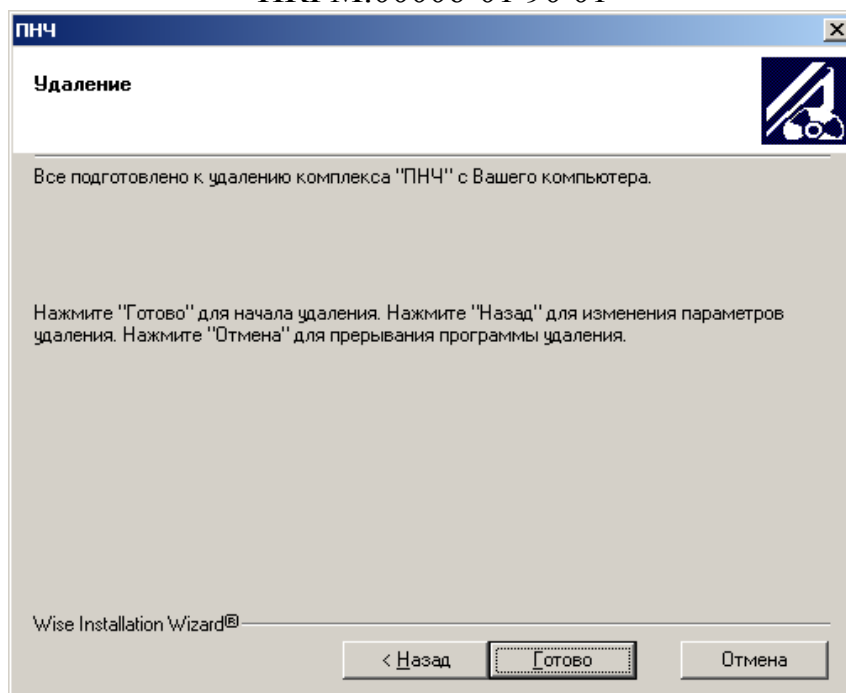 ПНЧ
Удаление
Все подготовлено к удалению комплекса "ПНЧ" с Вашего компьютера.
Нажмите "Готово" для начала удаления. Нажмите "Назад" для изменения параметров
удаления. Нажмите "Отмена" для прерывания программы удаления.
Wise Installation Wizard®
< Назад Готово Отмена